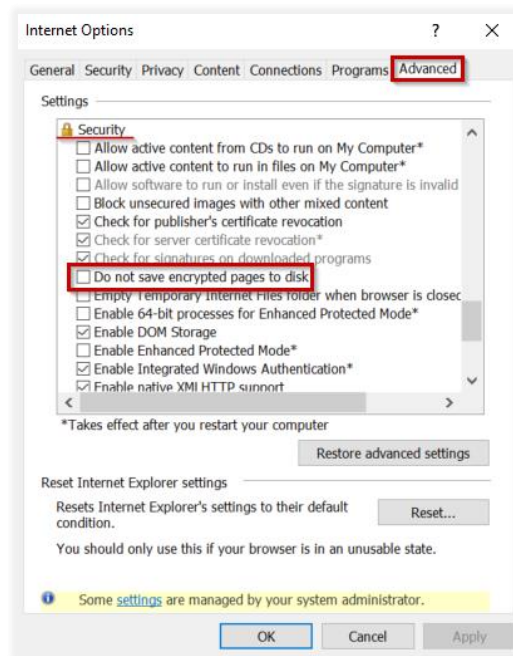 Internet Options ? ✕
General Security Privacy Content Connections Programs Advanced
Settings
Security
Allow active content from CDs to run on My Computer*
Allow active content to run in files on My Computer*
Allow software to run or install even if the signature is invalid
Block unsecured images with other mixed content
Check for publisher's certificate revocation
Check for server certificate revocation*
Check for signatures on downloaded programs
Do not save encrypted pages to disk
Empty Temporary Internet Files folder when browser is closed
Enable 64-bit processes for Enhanced Protected Mode*
Enable DOM Storage
Enable Enhanced Protected Mode*
Enable Integrated Windows Authentication*
Enable native XMLHTTP support
*Takes effect after you restart your computer
Restore advanced settings
Reset Internet Explorer settings
Resets Internet Explorer's settings to their default
condition.
Reset...
You should only use this if your browser is in an unusable state.
Some settings are managed by your system administrator.
OK Cancel Apply